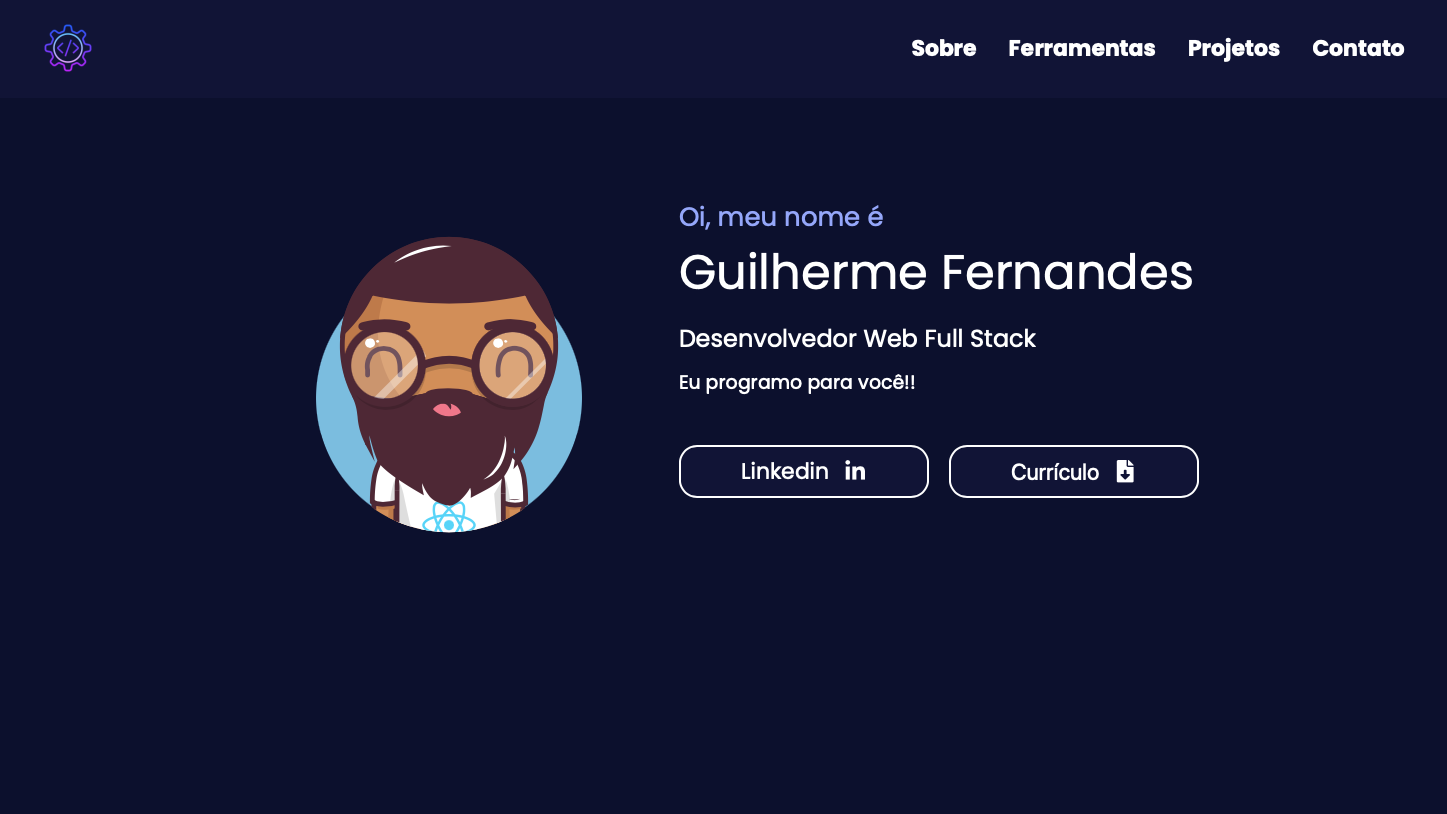 Sobre Ferramentas Projetos Contato
Oi, meu nome é
Guilherme Fernandes
Desenvolvedor Web Full Stack
Eu programo para você!!
Linkedin in Currículo